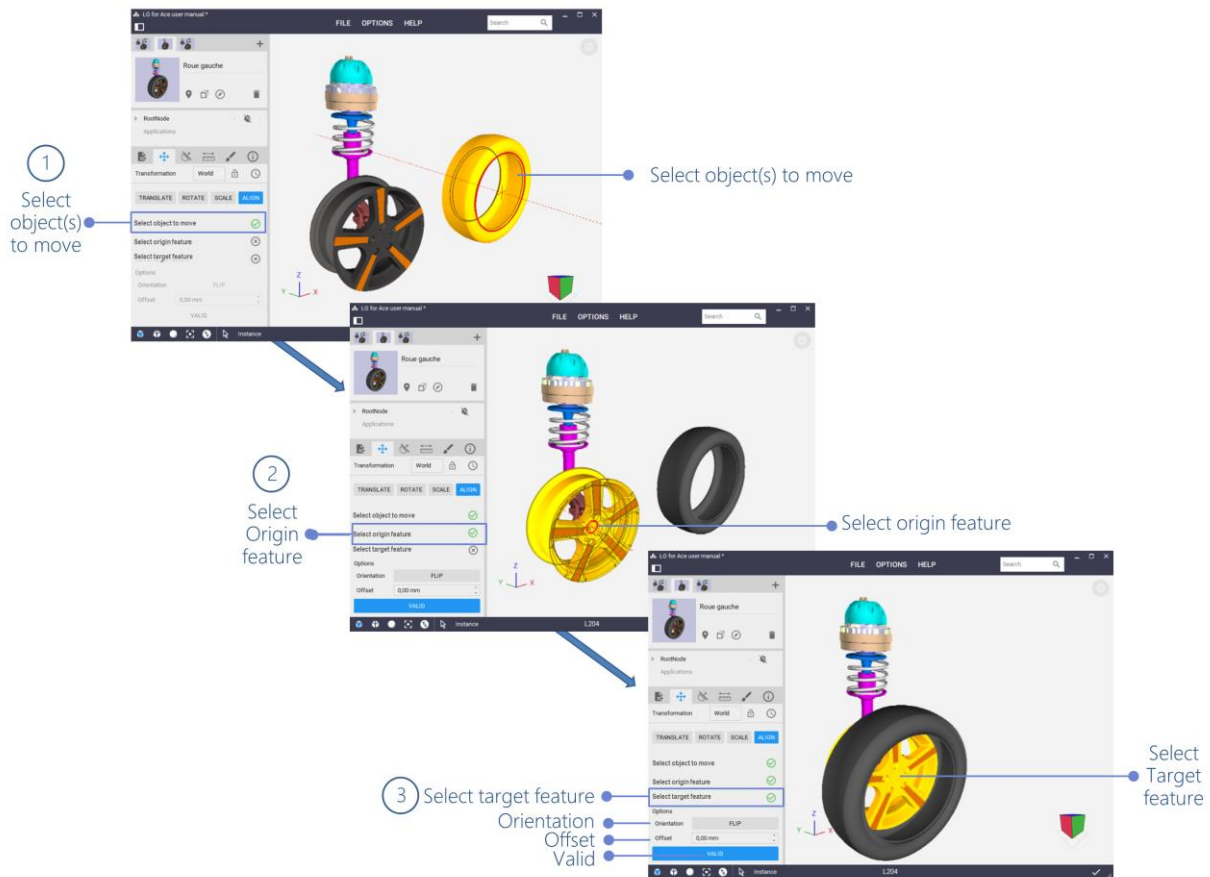 LG for Ace user manual *
FILE OPTIONS HELP
Search
Roue gauche
RootNode
Applications
Transformation World
TRANSLATE ROTATE SCALE ALIGN
Select object to move
Select origin feature
Select target feature
Options
Orientation FLIP
Offset 0,00 mm
VALID
Instance
1
Select
object(s)
to move
Select object(s) to move
LG for Ace user manual *
FILE OPTIONS HELP
Search
Roue gauche
RootNode
Applications
Transformation World
TRANSLATE ROTATE SCALE ALIGN
Select object to move
Select origin feature
Select target feature
Options
Orientation FLIP
Offset 0,00 mm
VALID
Instance L204
Z
Y X
Z
Y X
2
Select
Origin
feature
Select origin feature
LG for Ace user manual *
FILE OPTIONS HELP
Search
Roue gauche
RootNode
Applications
Transformation World
TRANSLATE ROTATE SCALE ALIGN
Select object to move
Select origin feature
Select target feature
Options
Orientation FLIP
Offset 0,00 mm
VALID
Instance L204
Z
Y X
3 Select target feature
Orientation
Offset
Valid
Select
Target
feature